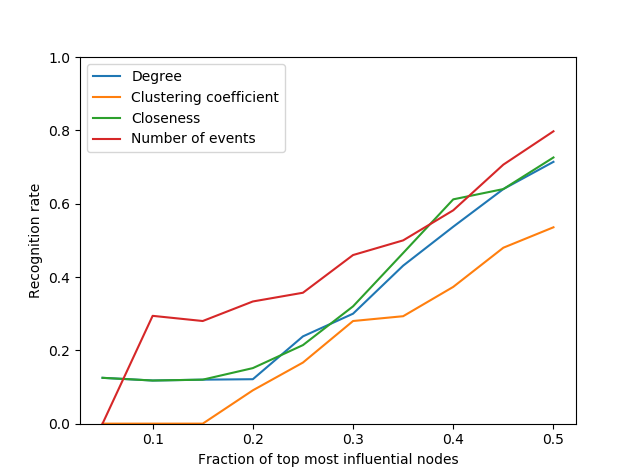 Degree
Clustering coefficient
Closeness
Number of events
Recognition rate
1.0
0.8
0.6
0.4
0.2
0.0
0.1 0.2 0.3 0.4 0.5
Fraction of top most influential nodes